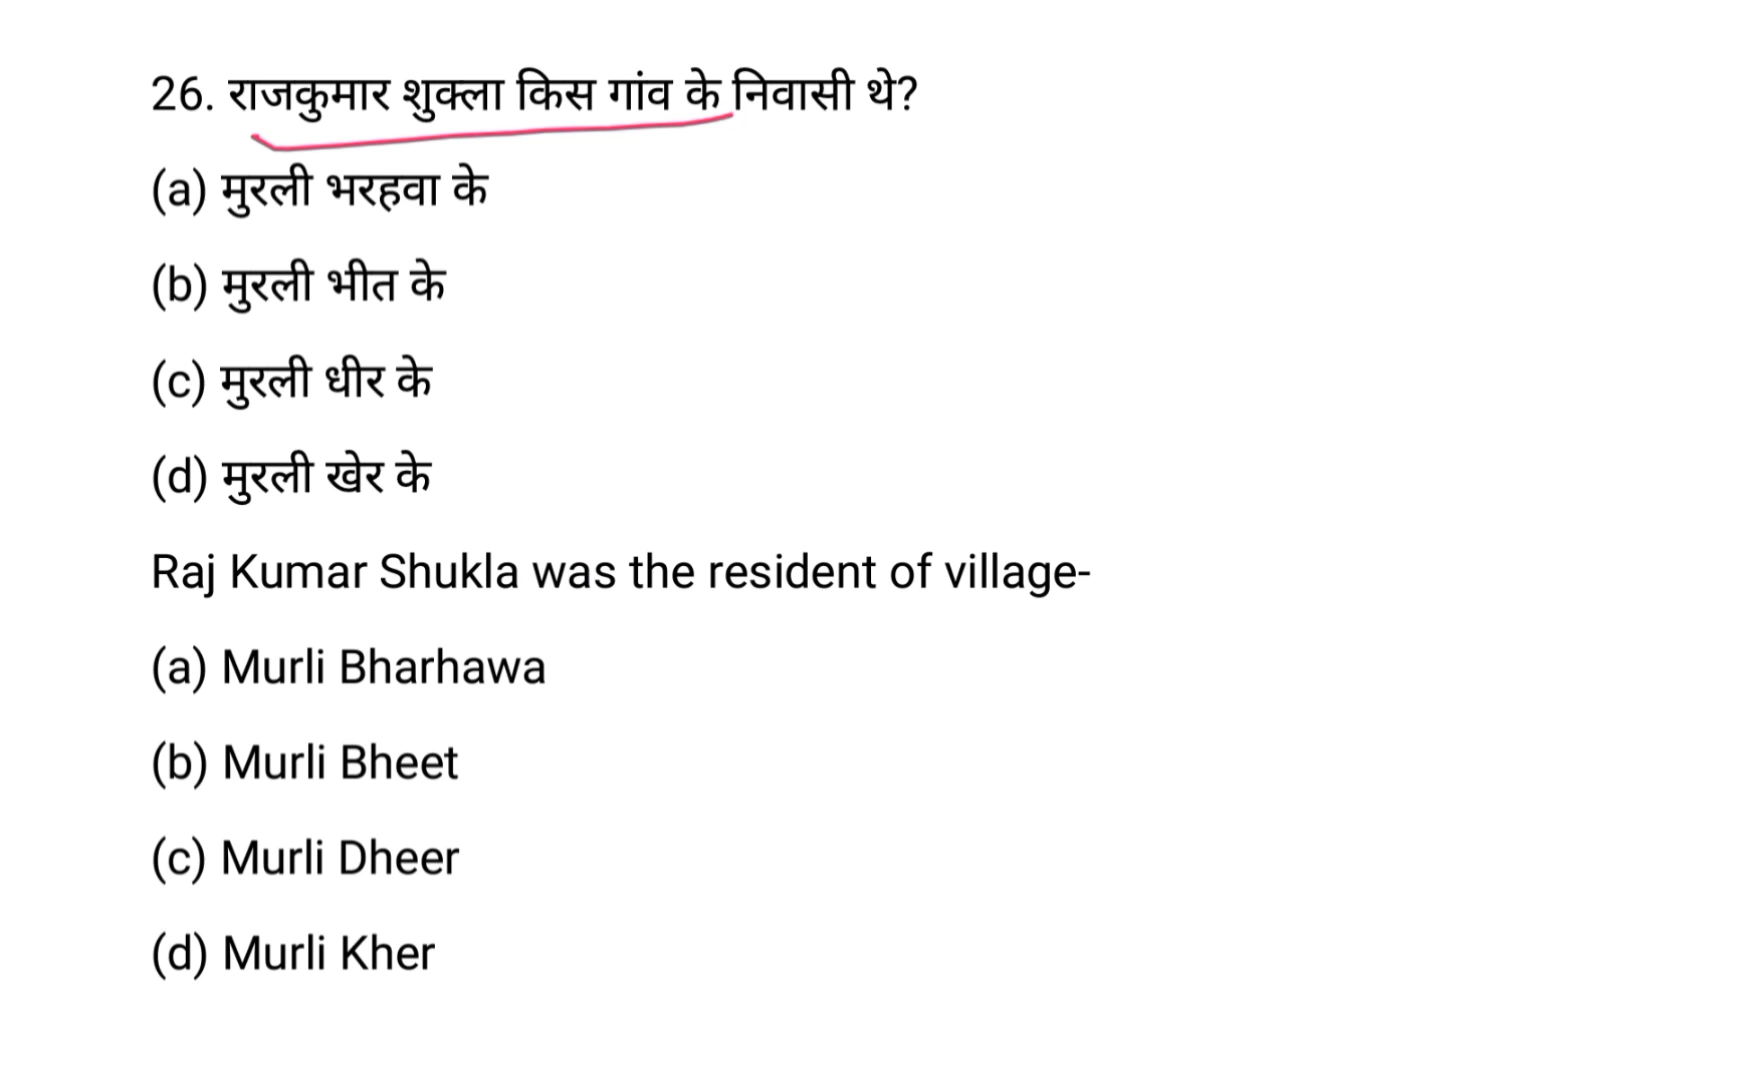 26. राजकुमार शुक्ला किस गांव के निवासी थे?
(a) मुरली भरहवा के
(b) मुरली भीत के
(c) मुरली धीर के
(d) मुरली खेर के
Raj Kumar Shukla was the resident of village-
(a) Murli Bharhawa
(b) Murli Bheet
(c) Murli Dheer
(d) Murli Kher